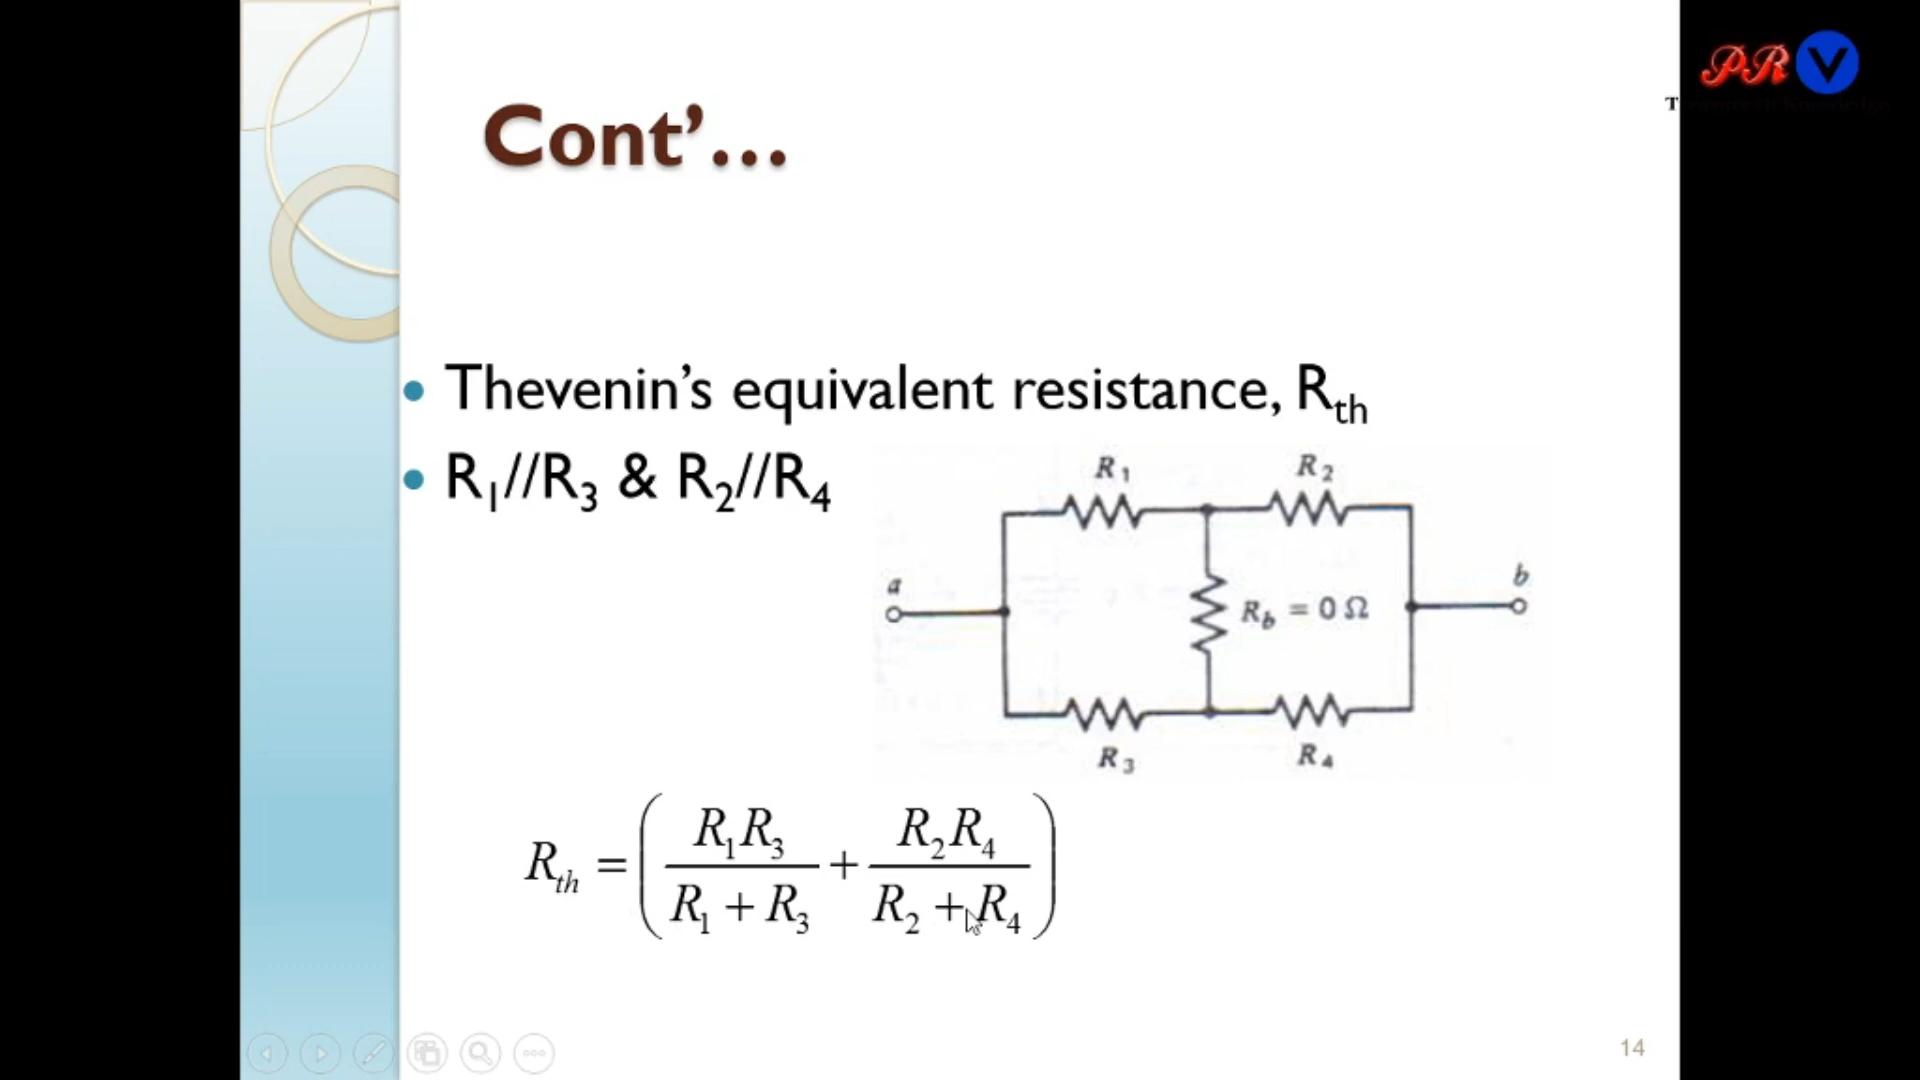 PR V
Cont'...
Thevenin's equivalent resistance, Rth
R1//R3 & R2//R4
R1 R2
a b
Rb = 0 Ω
R3 R4
Rth = ( R1R3 / R1 + R3 + R2R4 / R2 + R4 )
14